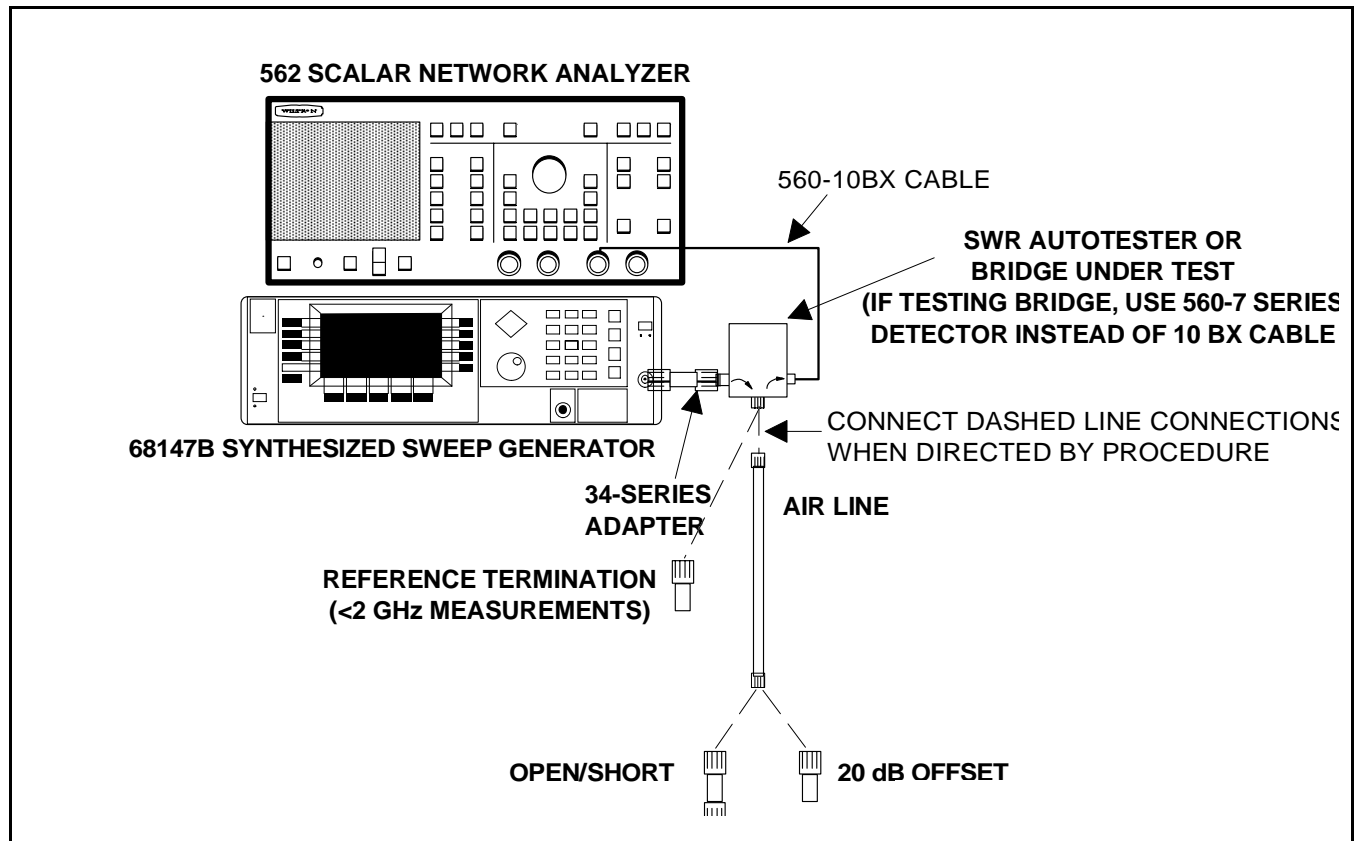 562 SCALAR NETWORK ANALYZER
WILTRON
560-10BX CABLE
SWR AUTOTESTER OR
BRIDGE UNDER TEST
(IF TESTING BRIDGE, USE 560-7 SERIES
DETECTOR INSTEAD OF 10 BX CABLE
68147B SYNTHESIZED SWEEP GENERATOR
CONNECT DASHED LINE CONNECTIONS
WHEN DIRECTED BY PROCEDURE
34-SERIES
ADAPTER
AIR LINE
REFERENCE TERMINATION
(<2 GHz MEASUREMENTS)
OPEN/SHORT
20 dB OFFSET